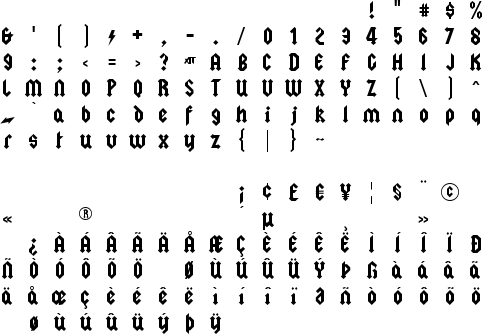 ! " # $ %
& ' ( ) + , - . / 0 1 2 3 4 5 6 7 8
9 : ; < = > ? A B C D E F G H I J K
L M N O P Q R S T U V W X Y Z [ \ ] ^
` a b c d e f g h i j k l m n o p q
r s t u v w x y z { | } ~
¡ ¢ £ € ¥ ¦ § ¨ ©
« ® ´ µ »
¿ À Á Â Ã Ä Å Æ Ç È É Ê Ë Ì Í Î Ï Ð
Ñ Ò Ó Ô Õ Ö Ø Ù Ú Û Ü Ý Þ ß à á â ã
ä å æ ç è é ê ë ì í î ï ð ñ ò ó ô õ ö
ø ù ú û ü ý þ ÿ